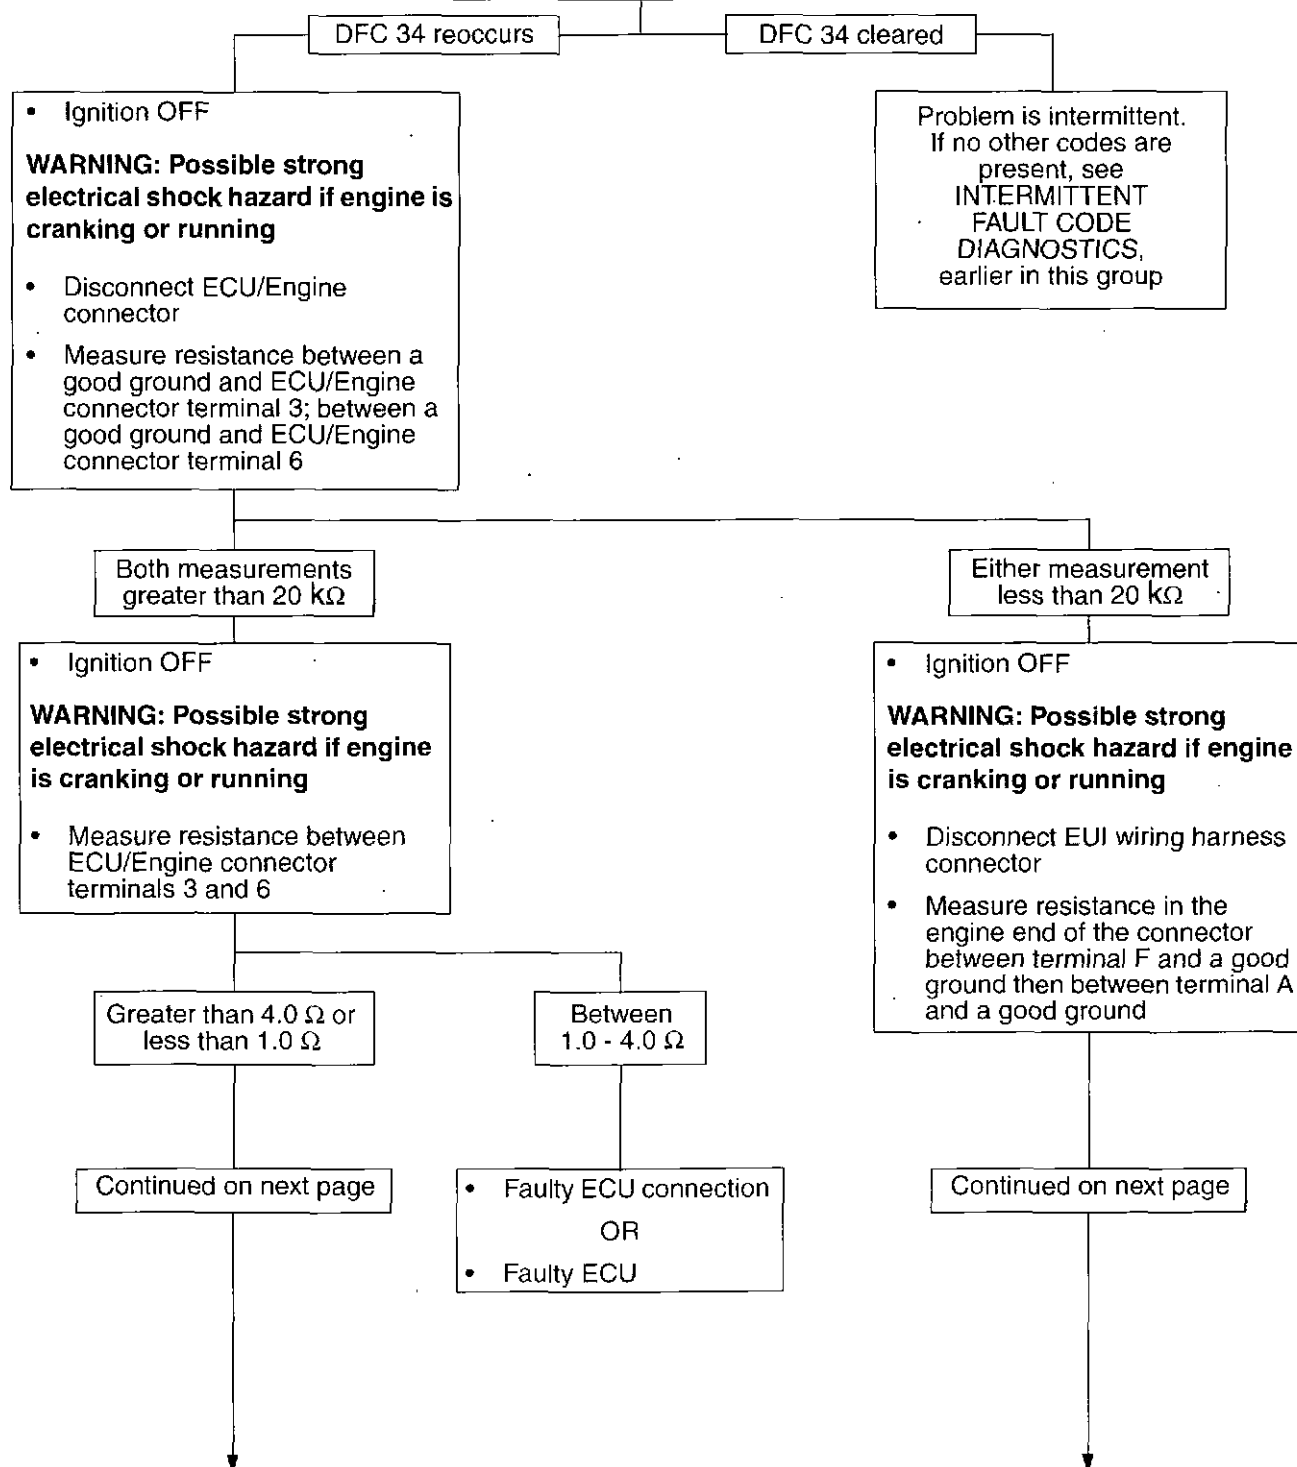 DFC 34 reoccurs
DFC 34 cleared
• Ignition OFF
WARNING: Possible strong
electrical shock hazard if engine is
cranking or running
• Disconnect ECU/Engine
connector
• Measure resistance between a
good ground and ECU/Engine
connector terminal 3; between a
good ground and ECU/Engine
connector terminal 6
Problem is intermittent.
If no other codes are
present, see
INTERMITTENT
FAULT CODE
DIAGNOSTICS,
earlier in this group
Both measurements
greater than 20 kΩ
Either measurement
less than 20 kΩ
• Ignition OFF
WARNING: Possible strong
electrical shock hazard if engine
is cranking or running
• Measure resistance between
ECU/Engine connector
terminals 3 and 6
• Ignition OFF
WARNING: Possible strong
electrical shock hazard if engine
is cranking or running
• Disconnect EUI wiring harness
connector
• Measure resistance in the
engine end of the connector
between terminal F and a good
ground then between terminal A
and a good ground
Greater than 4.0 Ω or
less than 1.0 Ω
Between
1.0 - 4.0 Ω
Continued on next page
• Faulty ECU connection
OR
• Faulty ECU
Continued on next page